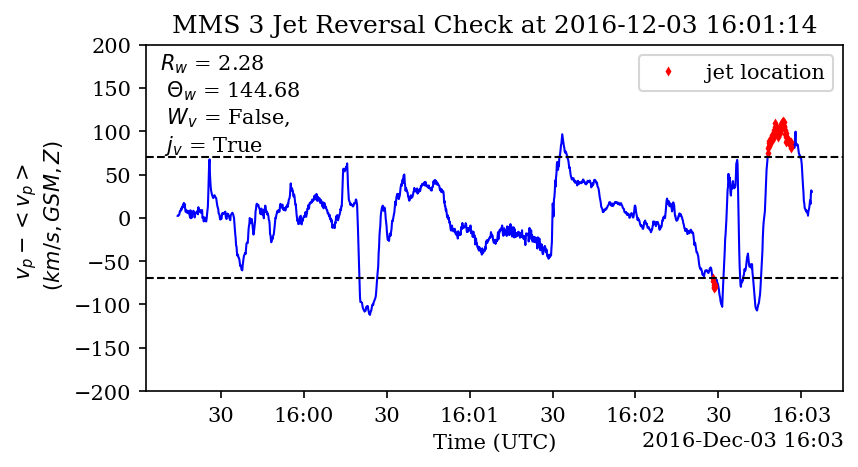 MMS 3 Jet Reversal Check at 2016-12-03 16:01:14
200
150
100
50
0
−50
−100
−150
−200
v_p − < v_p >
(km/s, GSM, Z)
R_w = 2.28
Θ_w = 144.68
W_v = False,
j_v = True
jet location
30 16:00 30 16:01 30 16:02 30 16:03
Time (UTC)
2016-Dec-03 16:03